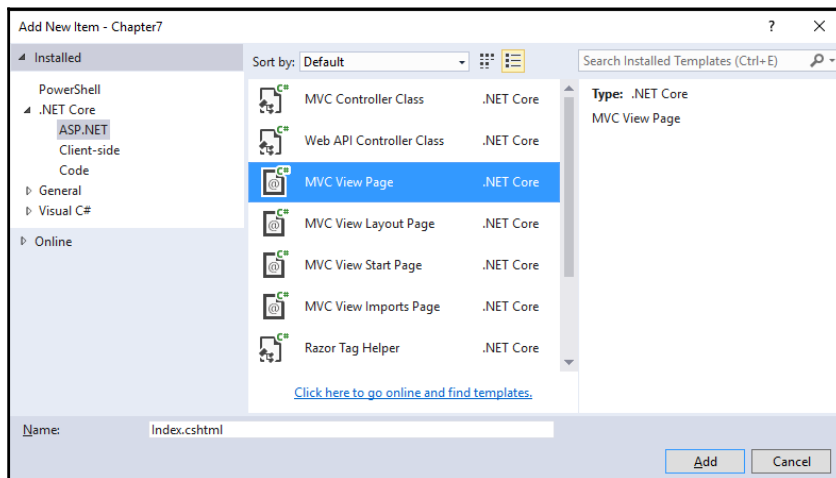 Add New Item - Chapter7 ? ×
Installed
Sort by: Default
Search Installed Templates (Ctrl+E)
PowerShell
.NET Core
ASP.NET
Client-side
Code
General
Visual C#
Online
C# MVC Controller Class .NET Core
C# Web API Controller Class .NET Core
@ C# MVC View Page .NET Core
@ C# MVC View Layout Page .NET Core
@ C# MVC View Start Page .NET Core
@ C# MVC View Imports Page .NET Core
C# Razor Tag Helper .NET Core
Click here to go online and find templates.
Type: .NET Core
MVC View Page
Name: Index.cshtml
Add Cancel